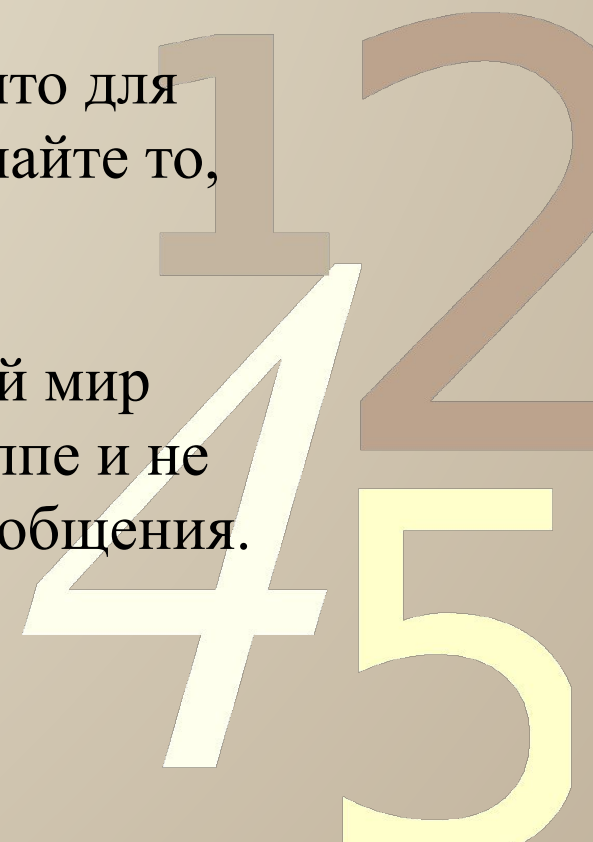 что для
найте то,
й мир
ппе и не
общения.
1 2
4 5